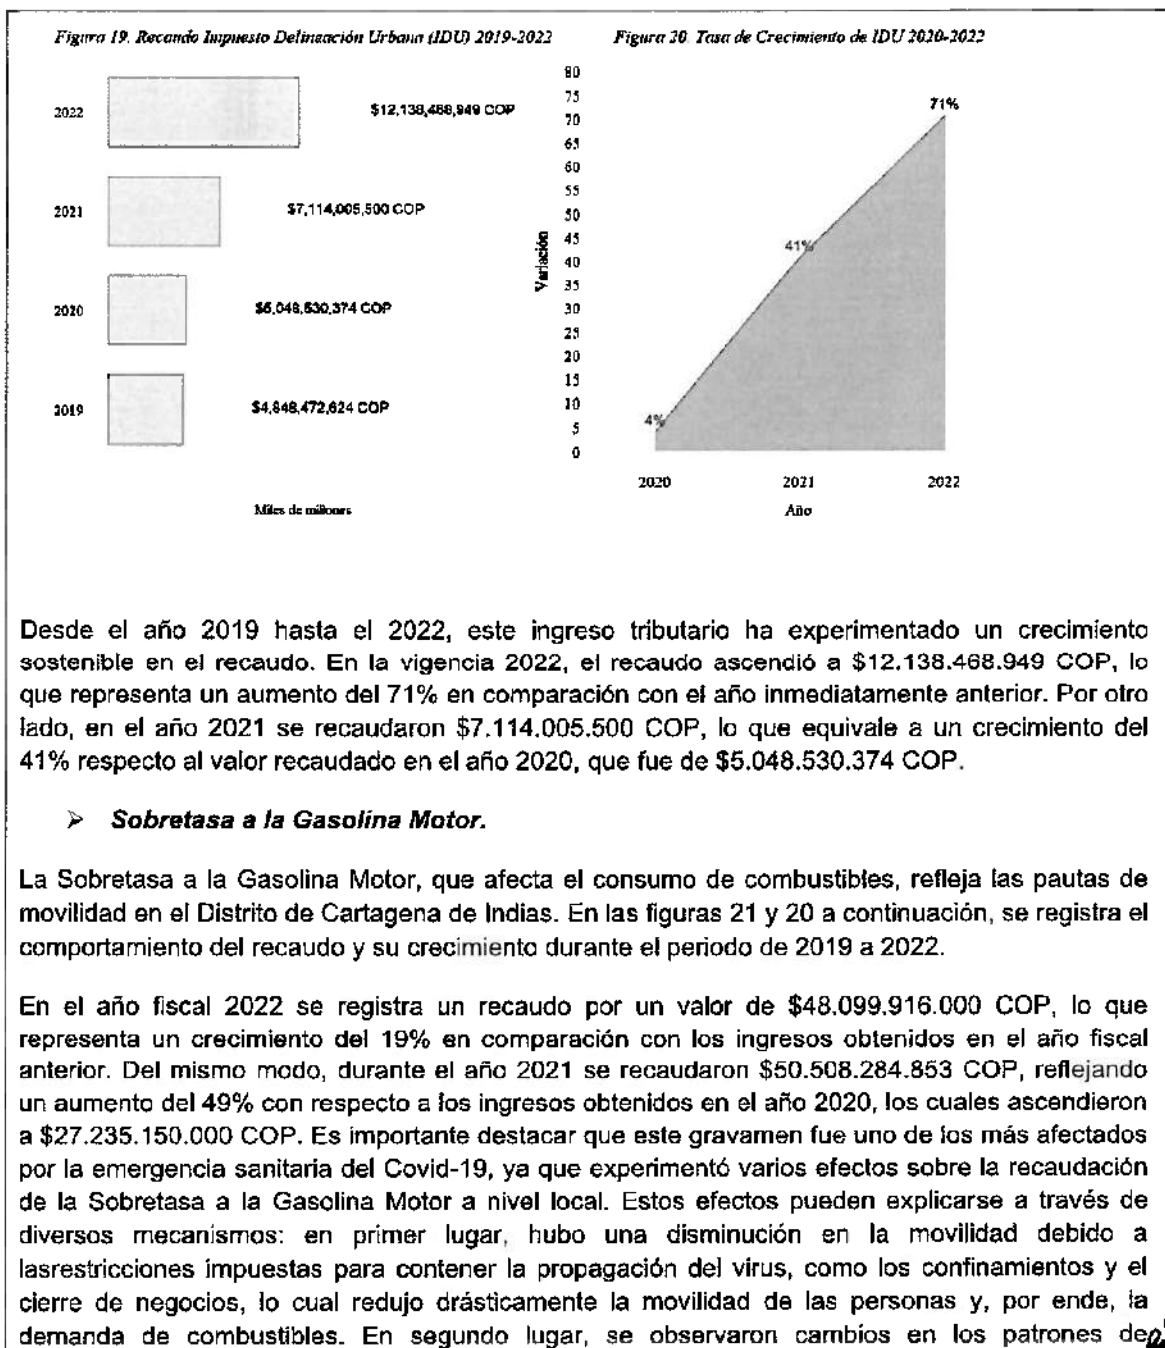 Figura 19. Recaudo Impuesto Delineación Urbana (IDU) 2019-2022
2022
$12,138,468,949 COP
2021
$7,114,005,500 COP
2020
$5,048,530,374 COP
2019
$4,848,472,624 COP
Miles de millones
Figura 20. Tasa de Crecimiento de IDU 2020-2022
80
75
70
65
60
55
50
45
40
35
30
25
20
15
10
5
0
Variación
4%
41%
71%
2020
2021
2022
Año
Desde el año 2019 hasta el 2022, este ingreso tributario ha experimentado un crecimiento
sostenible en el recaudo. En la vigencia 2022, el recaudo ascendió a $12.138.468.949 COP, lo
que representa un aumento del 71% en comparación con el año inmediatamente anterior. Por otro
lado, en el año 2021 se recaudaron $7.114.005.500 COP, lo que equivale a un crecimiento del
41% respecto al valor recaudado en el año 2020, que fue de $5.048.530.374 COP.
➢ Sobretasa a la Gasolina Motor.
La Sobretasa a la Gasolina Motor, que afecta el consumo de combustibles, refleja las pautas de
movilidad en el Distrito de Cartagena de Indias. En las figuras 21 y 20 a continuación, se registra el
comportamiento del recaudo y su crecimiento durante el periodo de 2019 a 2022.
En el año fiscal 2022 se registra un recaudo por un valor de $48.099.916.000 COP, lo que
representa un crecimiento del 19% en comparación con los ingresos obtenidos en el año fiscal
anterior. Del mismo modo, durante el año 2021 se recaudaron $50.508.284.853 COP, reflejando
un aumento del 49% con respecto a los ingresos obtenidos en el año 2020, los cuales ascendieron
a $27.235.150.000 COP. Es importante destacar que este gravamen fue uno de los más afectados
por la emergencia sanitaria del Covid-19, ya que experimentó varios efectos sobre la recaudación
de la Sobretasa a la Gasolina Motor a nivel local. Estos efectos pueden explicarse a través de
diversos mecanismos: en primer lugar, hubo una disminución en la movilidad debido a
lasrestricciones impuestas para contener la propagación del virus, como los confinamientos y el
cierre de negocios, lo cual redujo drásticamente la movilidad de las personas y, por ende, la
demanda de combustibles. En segundo lugar, se observaron cambios en los patrones de